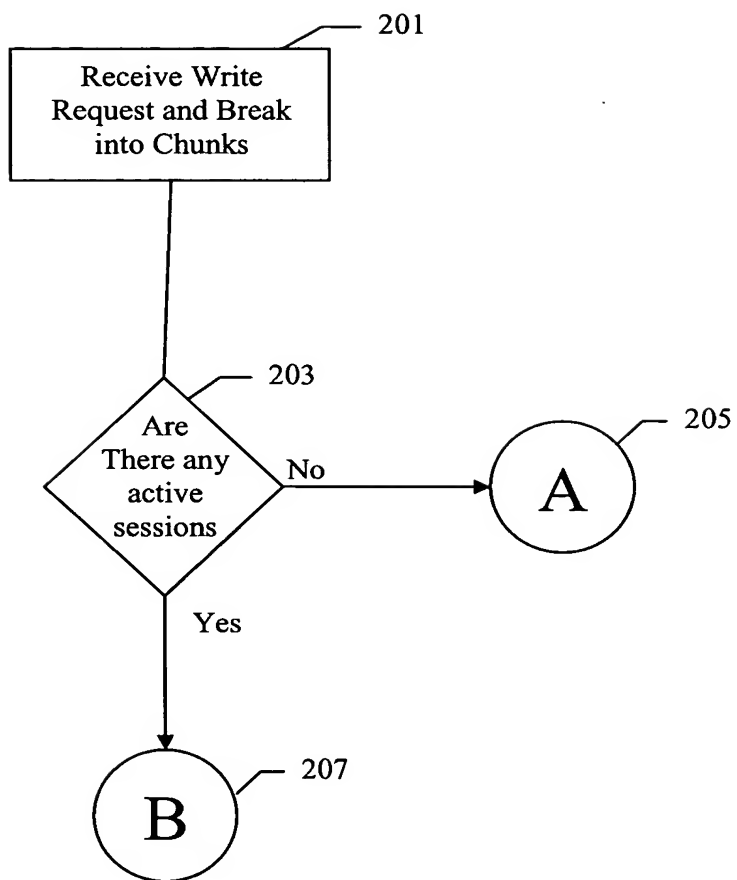 201
Receive Write
Request and Break
into Chunks
203
Are
There any
active
sessions
No
205
A
Yes
207
B